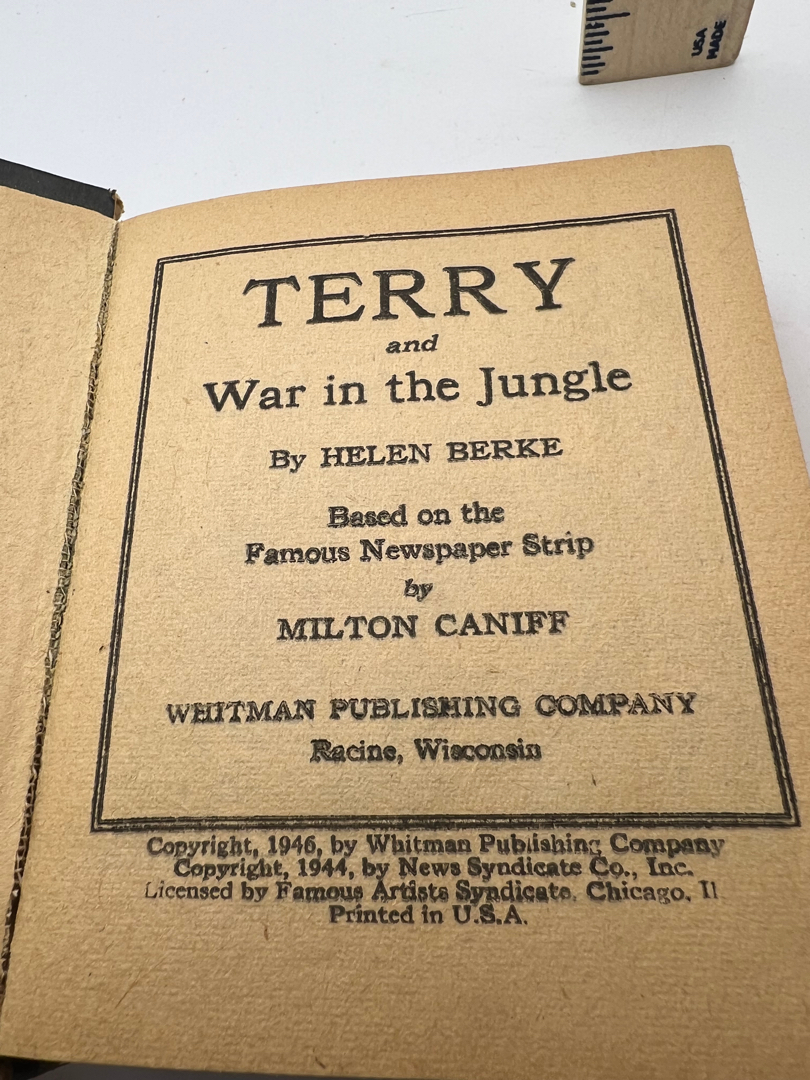 USA
MADE
TERRY
and
War in the Jungle
By HELEN BERKE
Based on the
Famous Newspaper Strip
by
MILTON CANIFF
WHITMAN PUBLISHING COMPANY
Racine, Wisconsin
Copyright, 1946, by Whitman Publishing Company
Copyright, 1944, by News Syndicate Co., Inc.
Licensed by Famous Artists Syndicate, Chicago, Il
Printed in U.S.A.